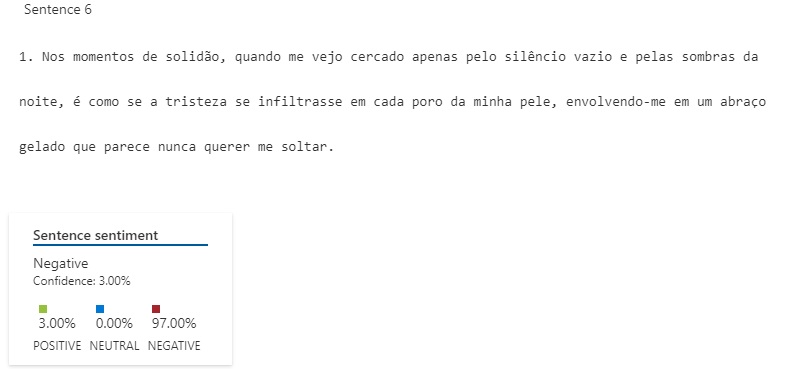 Sentence 6
1. Nos momentos de solidão, quando me vejo cercado apenas pelo silêncio vazio e pelas sombras da
noite, é como se a tristeza se infiltrasse em cada poro da minha pele, envolvendo-me em um abraço
gelado que parece nunca querer me soltar.
Sentence sentiment
Negative
Confidence: 3.00%
3.00% 0.00% 97.00%
POSITIVE NEUTRAL NEGATIVE